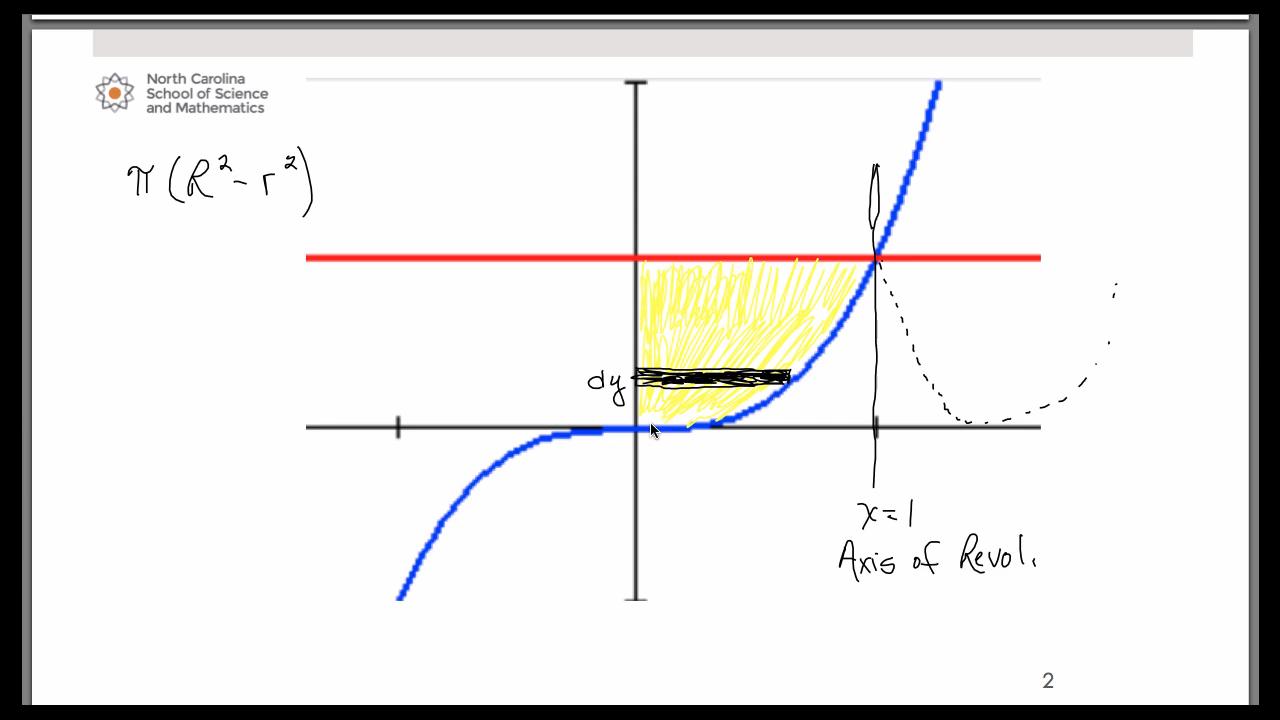 North Carolina
School of Science
and Mathematics
π(R²-r²)
dy
x=1
Axis of Revol.
2